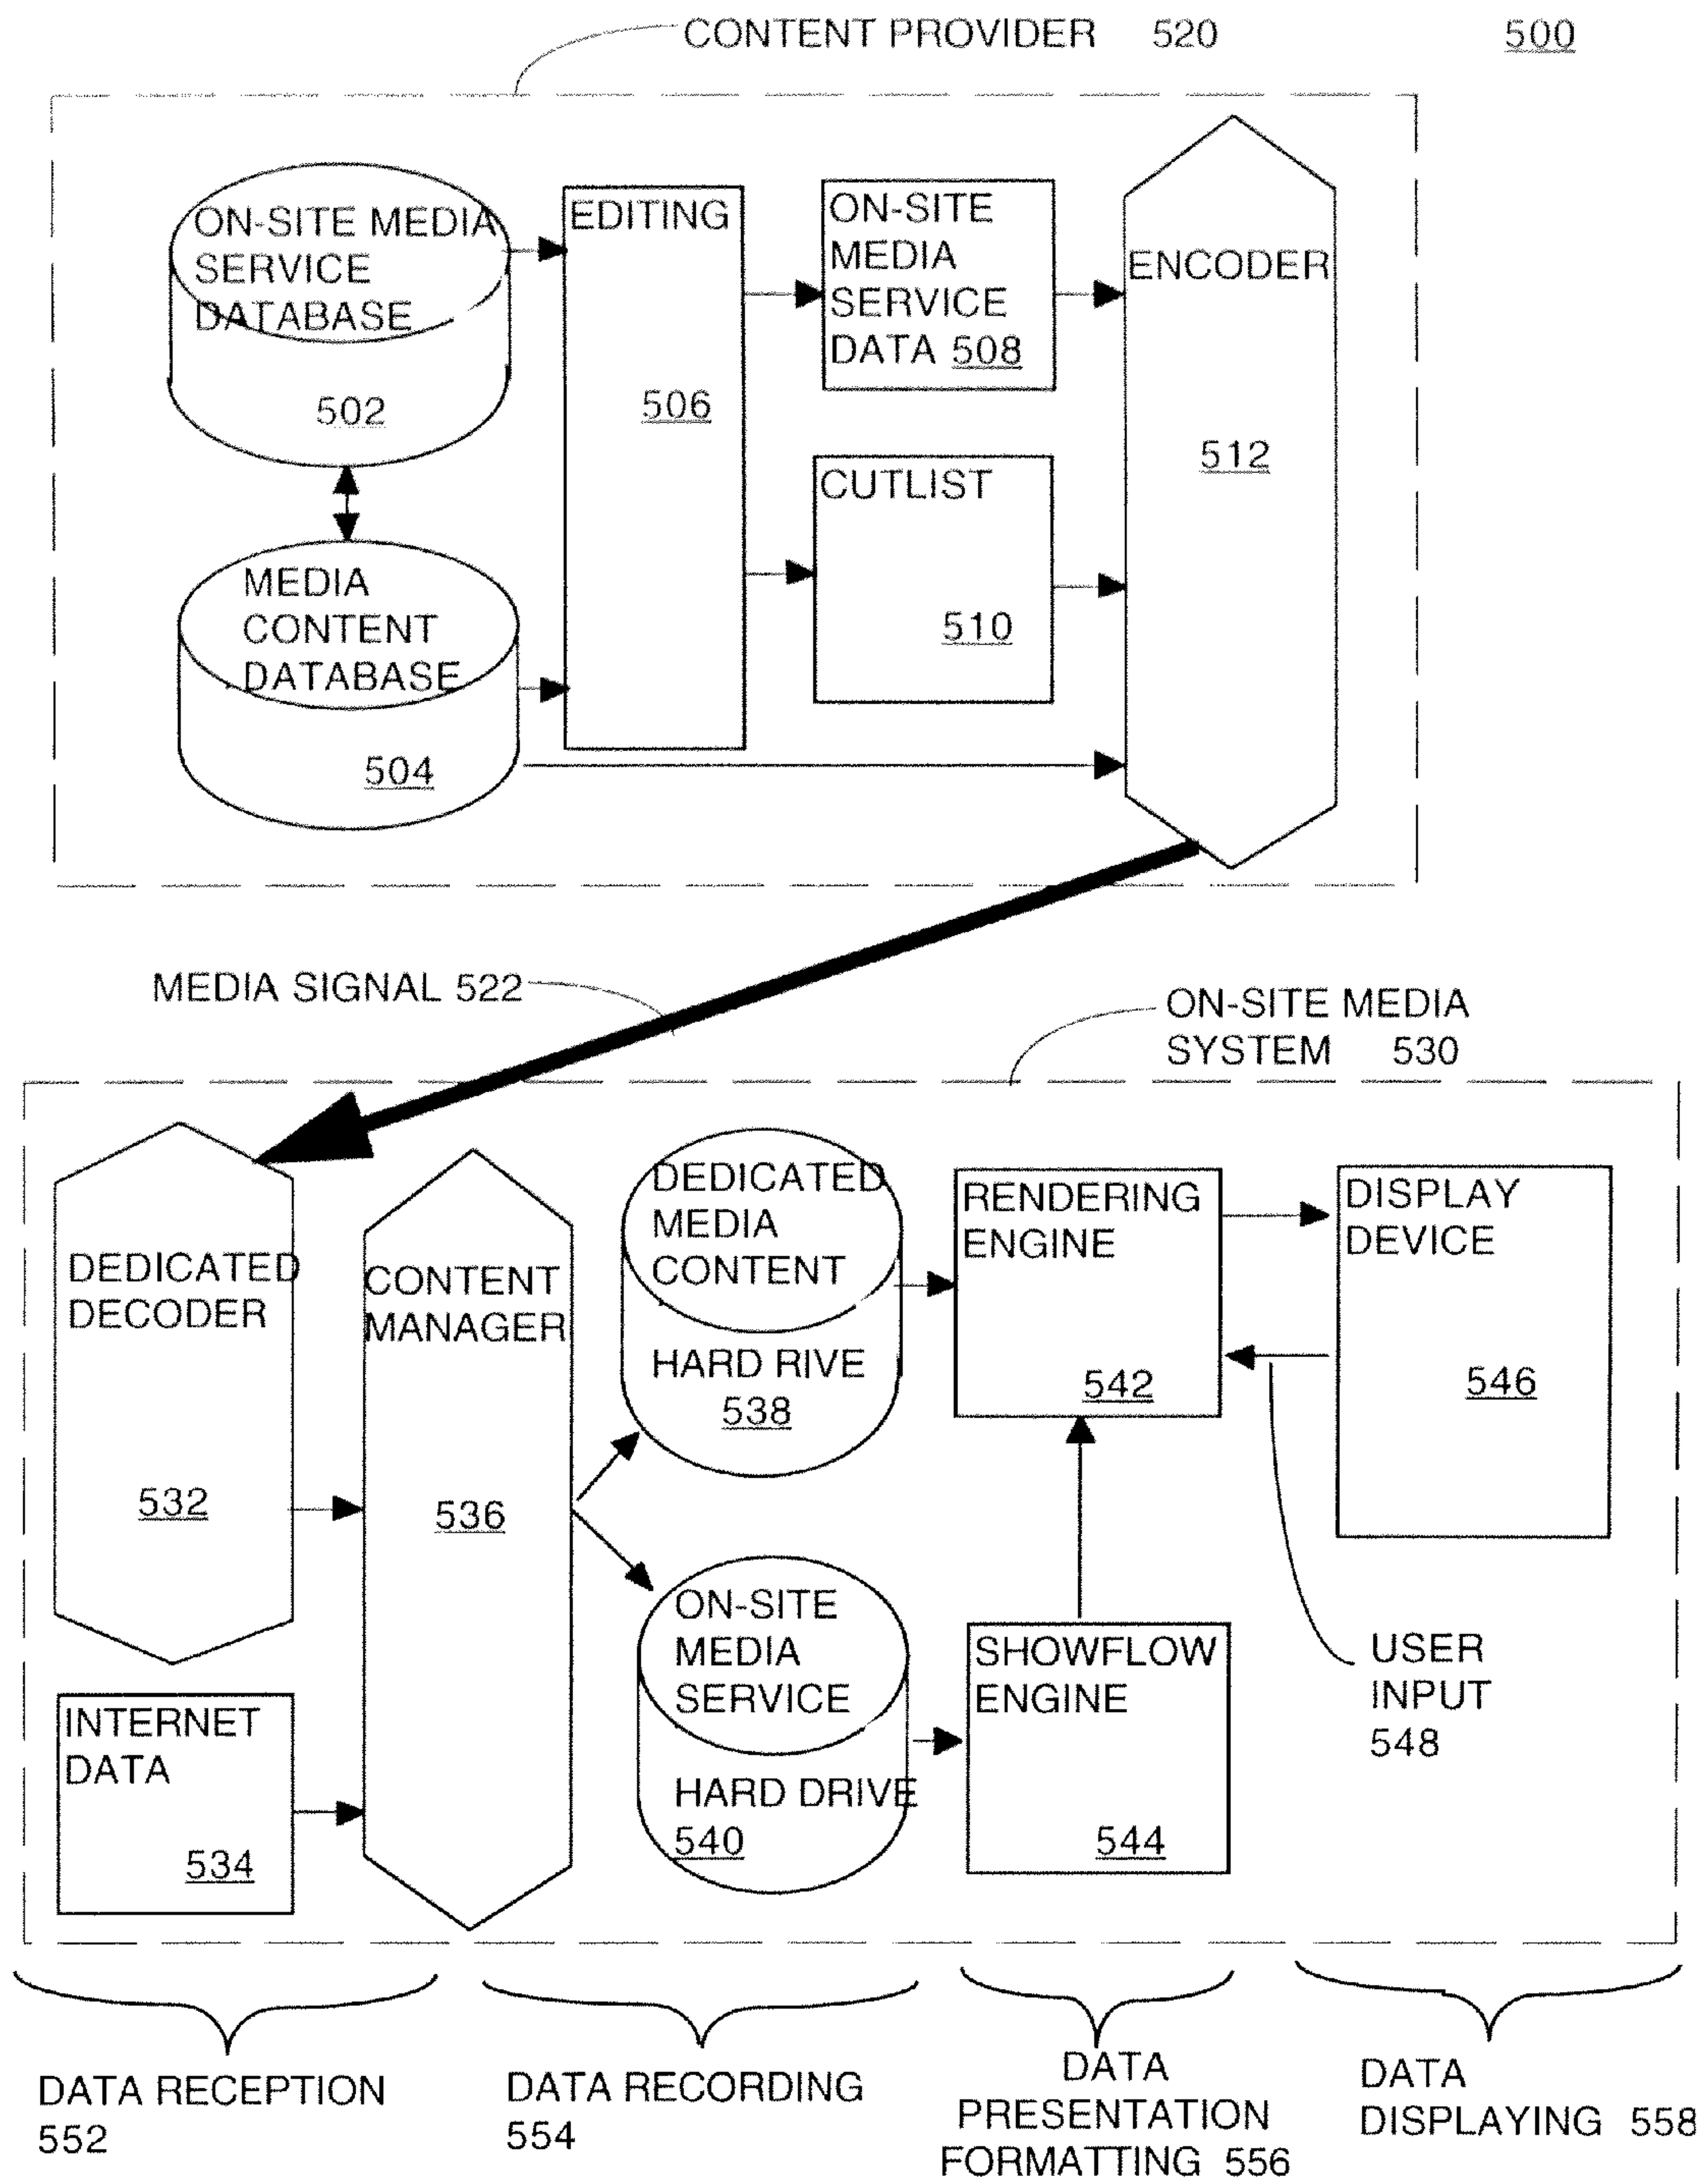 CONTENT PROVIDER 520
500
ON-SITE MEDIA
SERVICE
DATABASE
502
EDITING
506
ON-SITE
MEDIA
SERVICE
DATA 508
ENCODER
512
CUTLIST
510
MEDIA
CONTENT
DATABASE
504
MEDIA SIGNAL 522
ON-SITE MEDIA
SYSTEM 530
DEDICATED
DECODER
532
CONTENT
MANAGER
536
DEDICATED
MEDIA
CONTENT
HARD RIVE
538
RENDERING
ENGINE
542
DISPLAY
DEVICE
546
INTERNET
DATA
534
ON-SITE
MEDIA
SERVICE
HARD DRIVE
540
SHOWFLOW
ENGINE
544
USER
INPUT
548
DATA RECEPTION
552
DATA RECORDING
554
DATA
PRESENTATION
FORMATTING 556
DATA
DISPLAYING 558